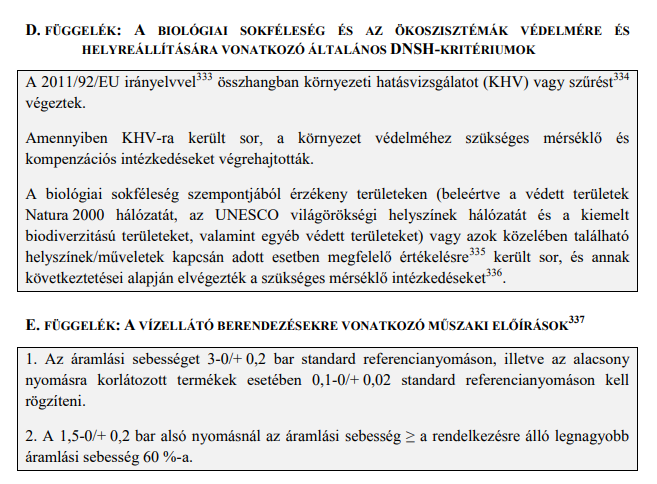 D. FÜGGELÉK: A BIOLÓGIAI SOKFÉLESÉG ÉS AZ ÖKOSZISZTÉMÁK VÉDELMÉRE ÉS
HELYREÁLLÍTÁSÁRA VONATKOZÓ ÁLTALÁNOS DNSH-KRITÉRIUMOK
A 2011/92/EU irányelvvel333 összhangban környezeti hatásvizsgálatot (KHV) vagy szűrést334
végeztek.
Amennyiben KHV-ra került sor, a környezet védelméhez szükséges mérséklő és
kompenzációs intézkedéseket végrehajtották.
A biológiai sokféleség szempontjából érzékeny területeken (beleértve a védett területek
Natura 2000 hálózatát, az UNESCO világörökségi helyszínek hálózatát és a kiemelt
biodiverzitású területeket, valamint egyéb védett területeket) vagy azok közelében található
helyszínek/műveletek kapcsán adott esetben megfelelő értékelésre335 került sor, és annak
következtetései alapján elvégezték a szükséges mérséklő intézkedéseket336.
E. FÜGGELÉK: A VÍZELLÁTÓ BERENDEZÉSEKRE VONATKOZÓ MŰSZAKI ELŐÍRÁSOK337
1. Az áramlási sebességet 3-0/+ 0,2 bar standard referencianyomáson, illetve az alacsony
nyomásra korlátozott termékek esetében 0,1-0/+ 0,02 standard referencianyomáson kell
rögzíteni.
2. A 1,5-0/+ 0,2 bar alsó nyomásnál az áramlási sebesség ≥ a rendelkezésre álló legnagyobb
áramlási sebesség 60 %-a.